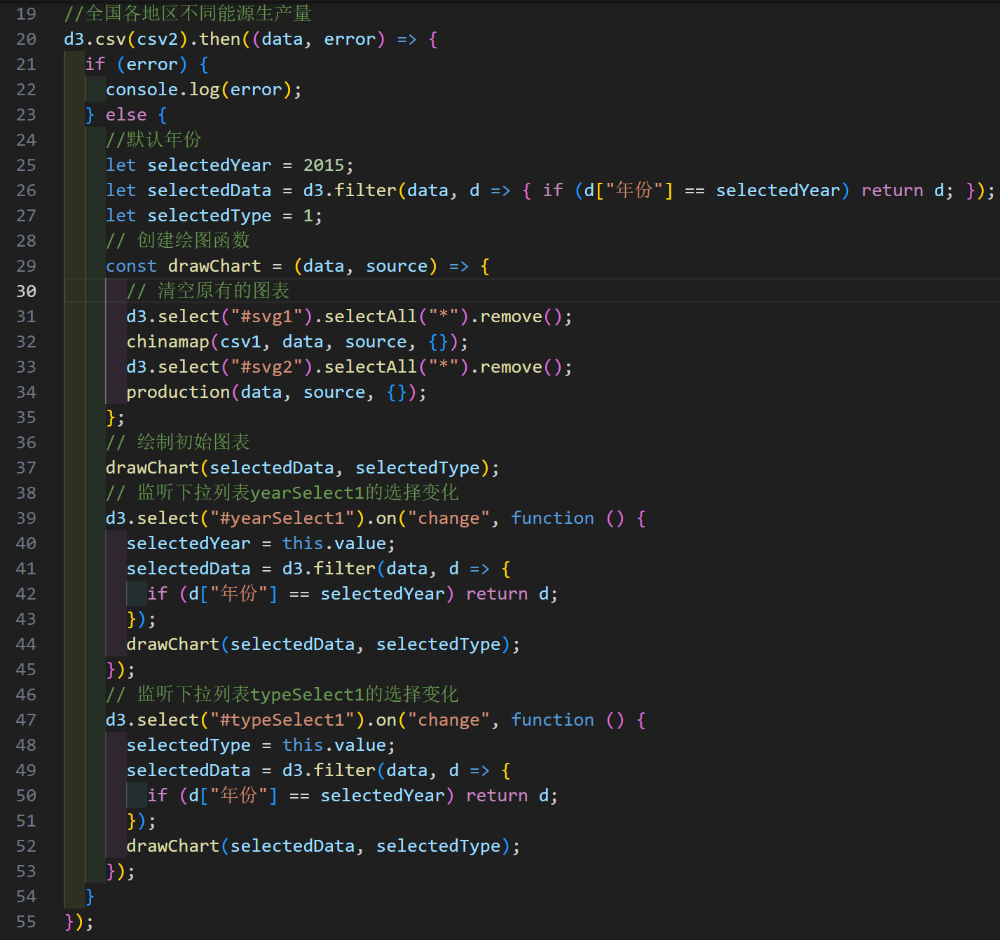 19 //全国各地区不同能源生产量
20 d3.csv(csv2).then((data, error) => {
21   if (error) {
22     console.log(error);
23   } else {
24     //默认年份
25     let selectedYear = 2015;
26     let selectedData = d3.filter(data, d => { if (d["年份"] == selectedYear) return d; });
27     let selectedType = 1;
28     // 创建绘图函数
29     const drawChart = (data, source) => {
30       // 清空原有的图表
31       d3.select("#svg1").selectAll("*").remove();
32       chinamap(csv1, data, source, {});
33       d3.select("#svg2").selectAll("*").remove();
34       production(data, source, {});
35     };
36     // 绘制初始图表
37     drawChart(selectedData, selectedType);
38     // 监听下拉列表yearSelect1的选择变化
39     d3.select("#yearSelect1").on("change", function () {
40       selectedYear = this.value;
41       selectedData = d3.filter(data, d => {
42         if (d["年份"] == selectedYear) return d;
43       });
44       drawChart(selectedData, selectedType);
45     });
46     // 监听下拉列表typeSelect1的选择变化
47     d3.select("#typeSelect1").on("change", function () {
48       selectedType = this.value;
49       selectedData = d3.filter(data, d => {
50         if (d["年份"] == selectedYear) return d;
51       });
52       drawChart(selectedData, selectedType);
53     });
54   }
55 });